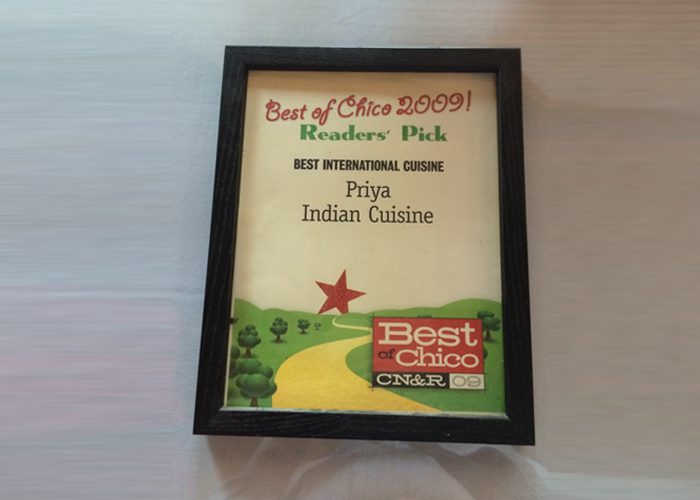 Best of Chico 2009!
Readers' Pick
BEST INTERNATIONAL CUISINE
Priya
Indian Cuisine
Best
of Chico
CN&R 09